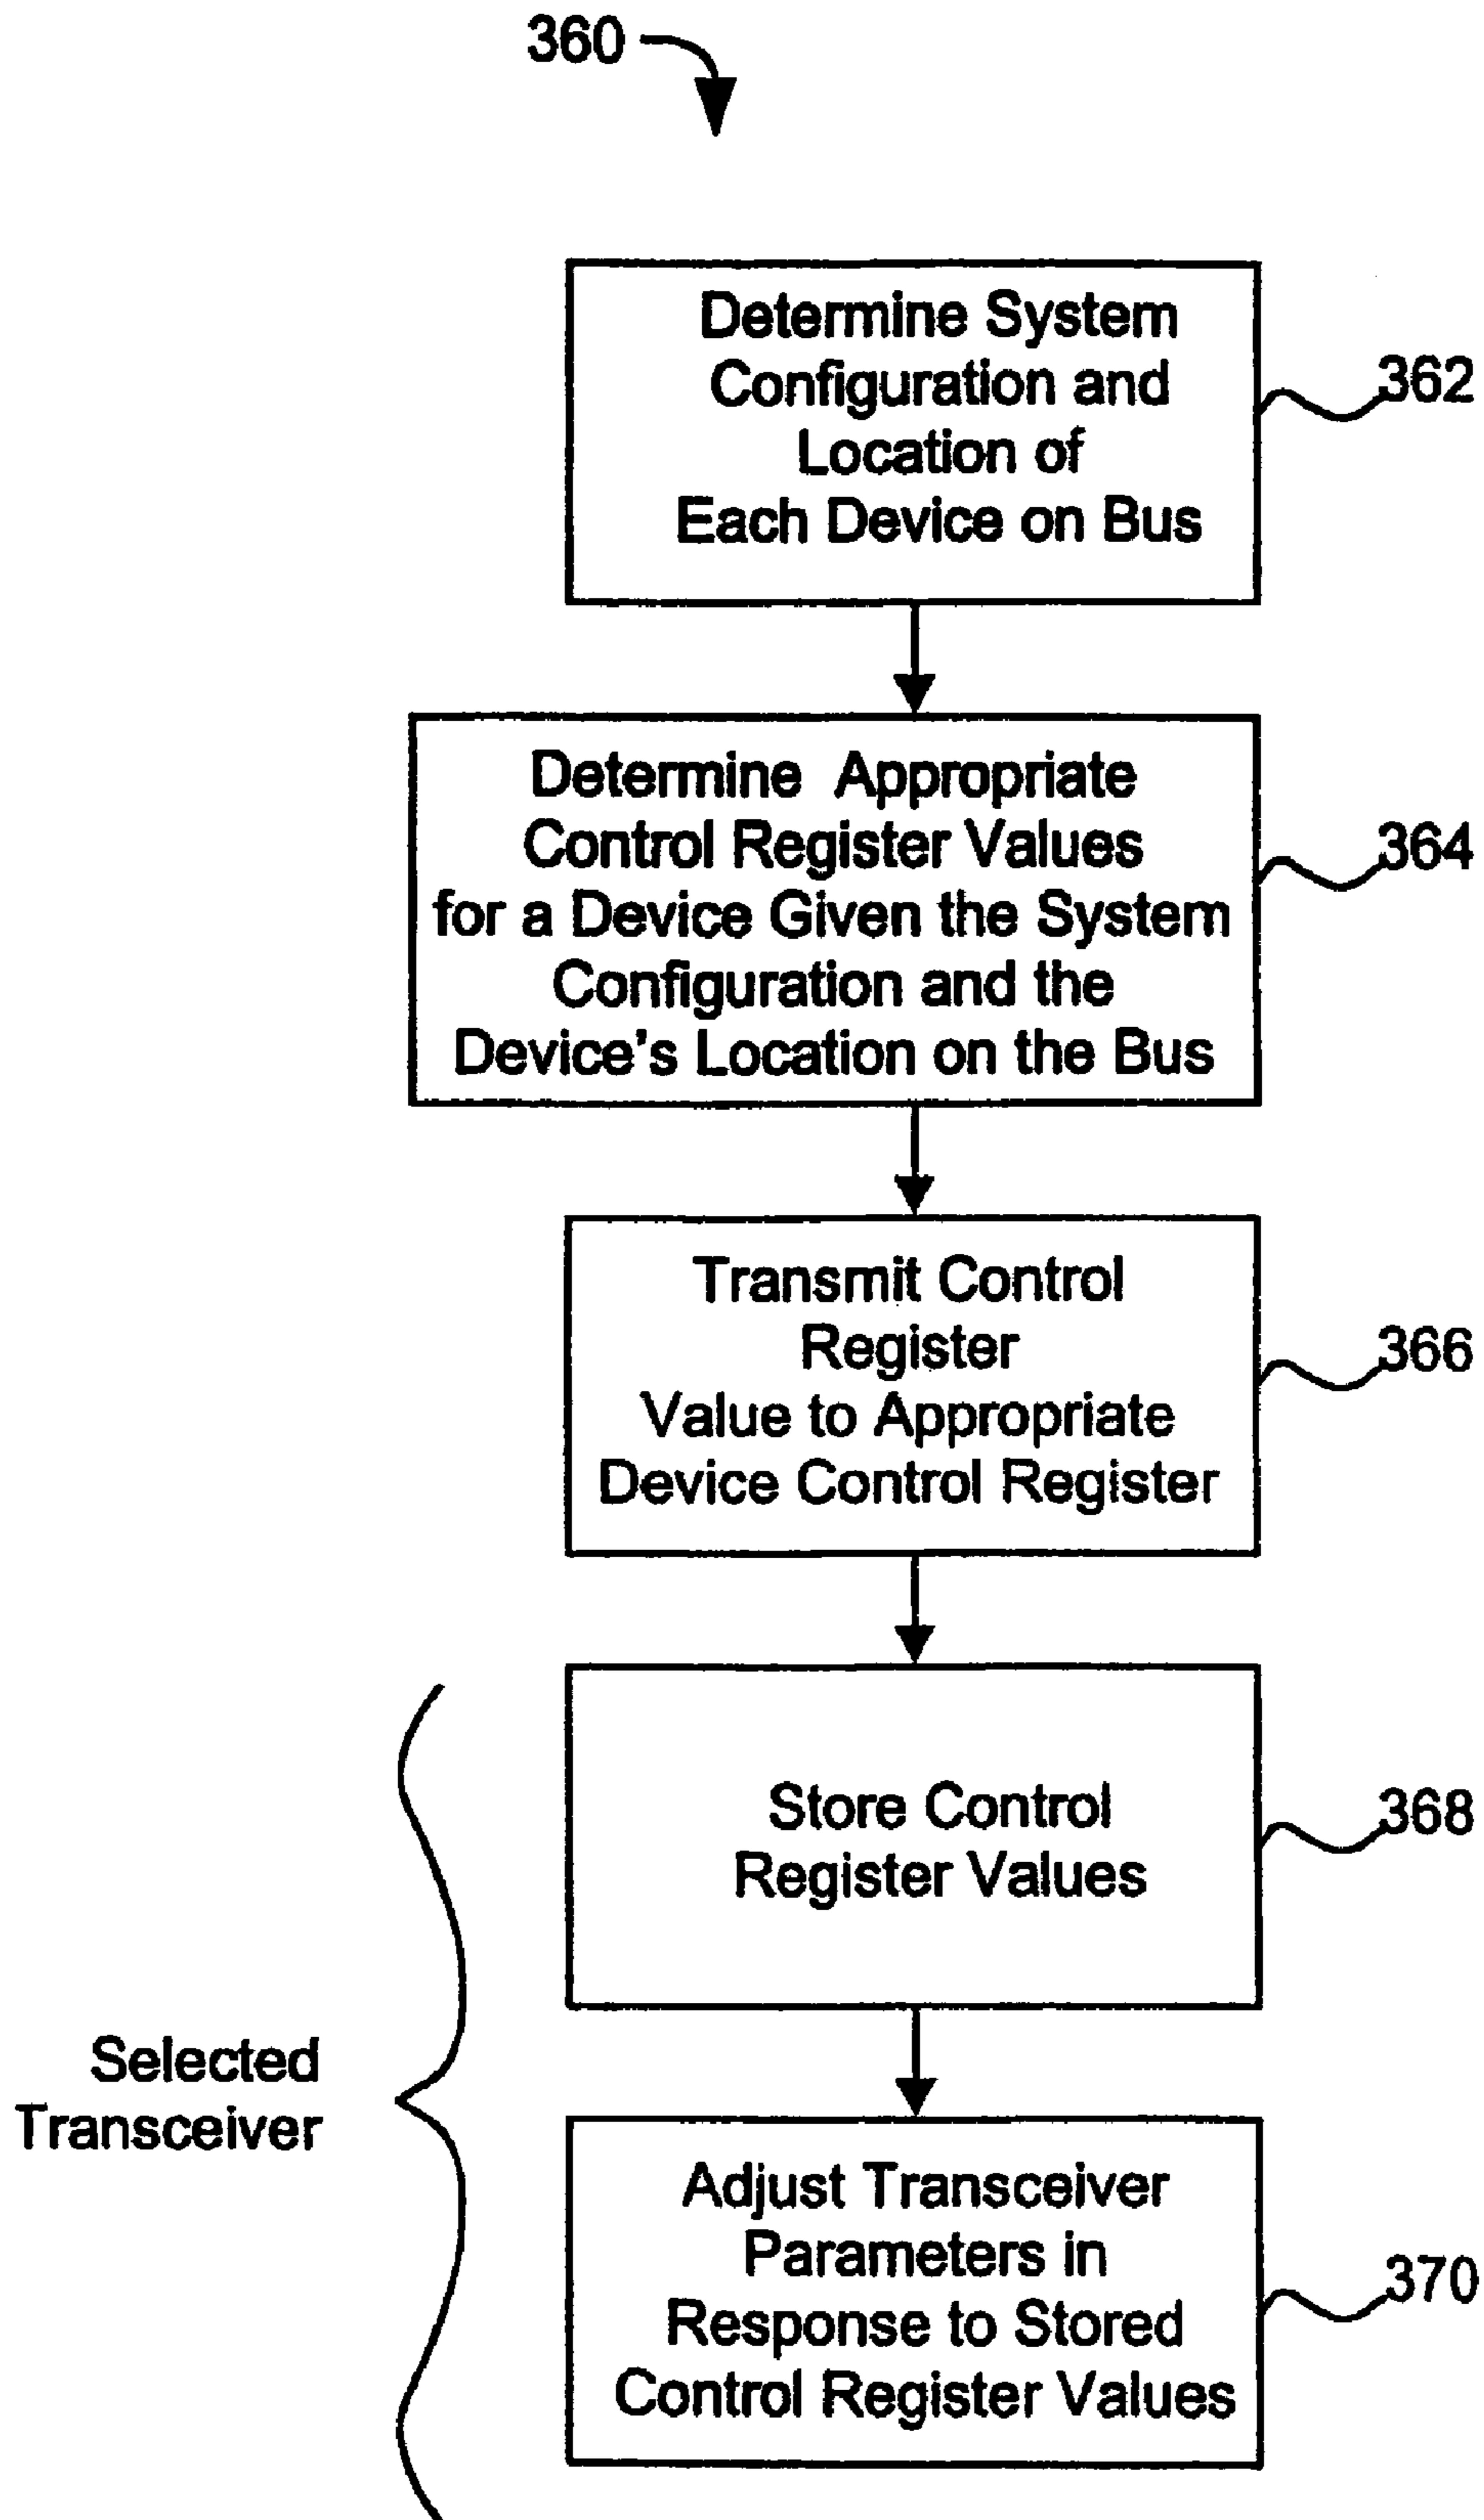 360
Determine System
Configuration and
Location of
Each Device on Bus
362
Determine Appropriate
Control Register Values
for a Device Given the System
Configuration and the
Device's Location on the Bus
364
Transmit Control
Register
Value to Appropriate
Device Control Register
366
Store Control
Register Values
368
Selected
Transceiver
Adjust Transceiver
Parameters in
Response to Stored
Control Register Values
370